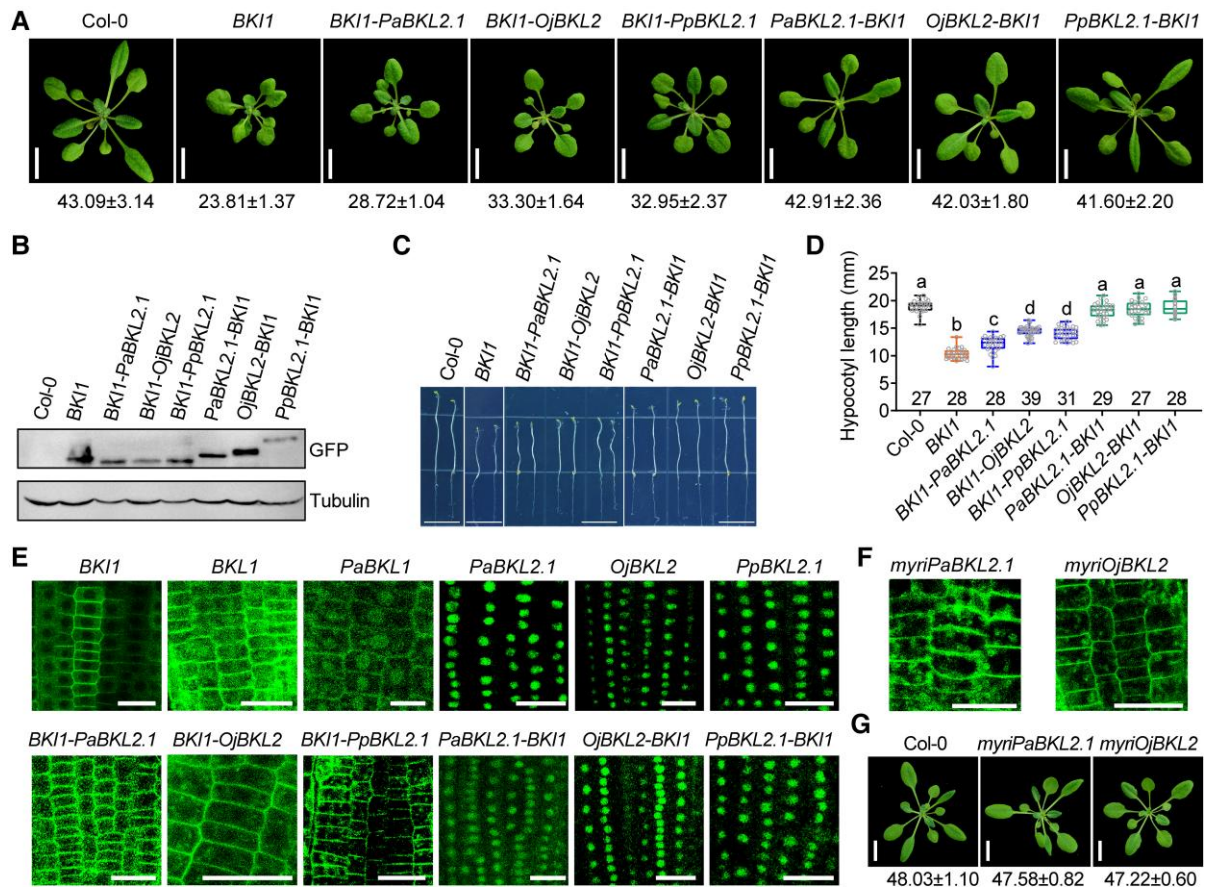 A
Col-0 BKI1 BKI1-PaBKL2.1 BKI1-OjBKL2 BKI1-PpBKL2.1 PaBKL2.1-BKI1 OjBKL2-BKI1 PpBKL2.1-BKI1
43.09±3.14 23.81±1.37 28.72±1.04 33.30±1.64 32.95±2.37 42.91±2.36 42.03±1.80 41.60±2.20
B
Col-0 BKI1 BKI1-PaBKL2.1 BKI1-OjBKL2 BKI1-PpBKL2.1 PaBKL2.1-BKI1 OjBKL2-BKI1 PpBKL2.1-BKI1
GFP
Tubulin
C
Col-0 BKI1 BKI1-PaBKL2.1 BKI1-OjBKL2 BKI1-PpBKL2.1 PaBKL2.1-BKI1 OjBKL2-BKI1 PpBKL2.1-BKI1
D
Hypocotyl length (mm)
25
20
15
10
5
0
a b c d d a a a
27 28 28 39 31 29 27 28
Col-0 BKI1 BKI1-PaBKL2.1 BKI1-OjBKL2 BKI1-PpBKL2.1 PaBKL2.1-BKI1 OjBKL2-BKI1 PpBKL2.1-BKI1
E
BKI1 BKL1 PaBKL1 PaBKL2.1 OjBKL2 PpBKL2.1
BKI1-PaBKL2.1 BKI1-OjBKL2 BKI1-PpBKL2.1 PaBKL2.1-BKI1 OjBKL2-BKI1 PpBKL2.1-BKI1
F
myriPaBKL2.1 myriOjBKL2
G
Col-0 myriPaBKL2.1 myriOjBKL2
48.03±1.10 47.58±0.82 47.22±0.60